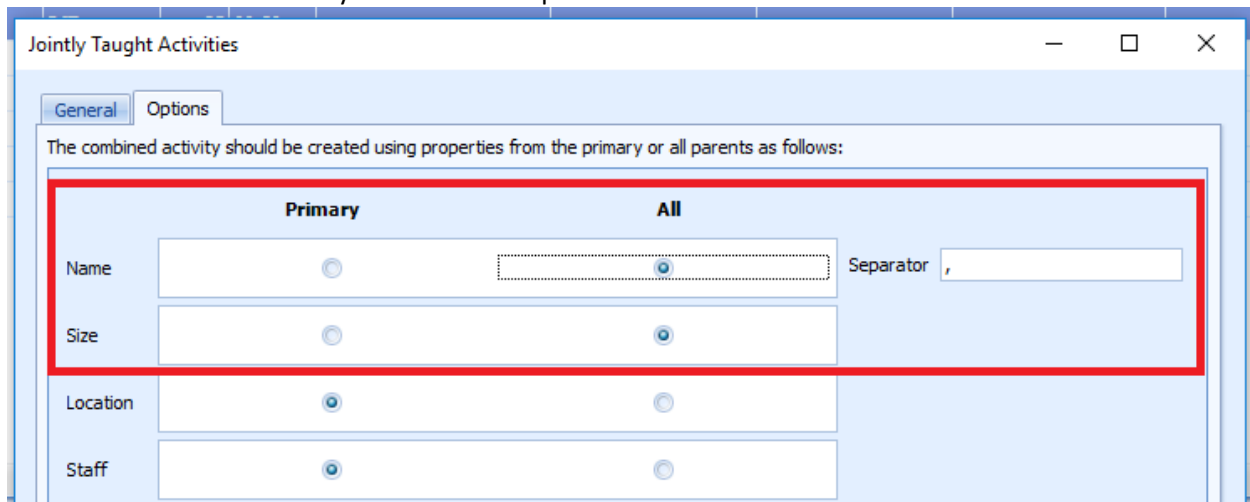 Jointly Taught Activities
General Options
The combined activity should be created using properties from the primary or all parents as follows:
Primary All
Name Separator ,
Size
Location
Staff